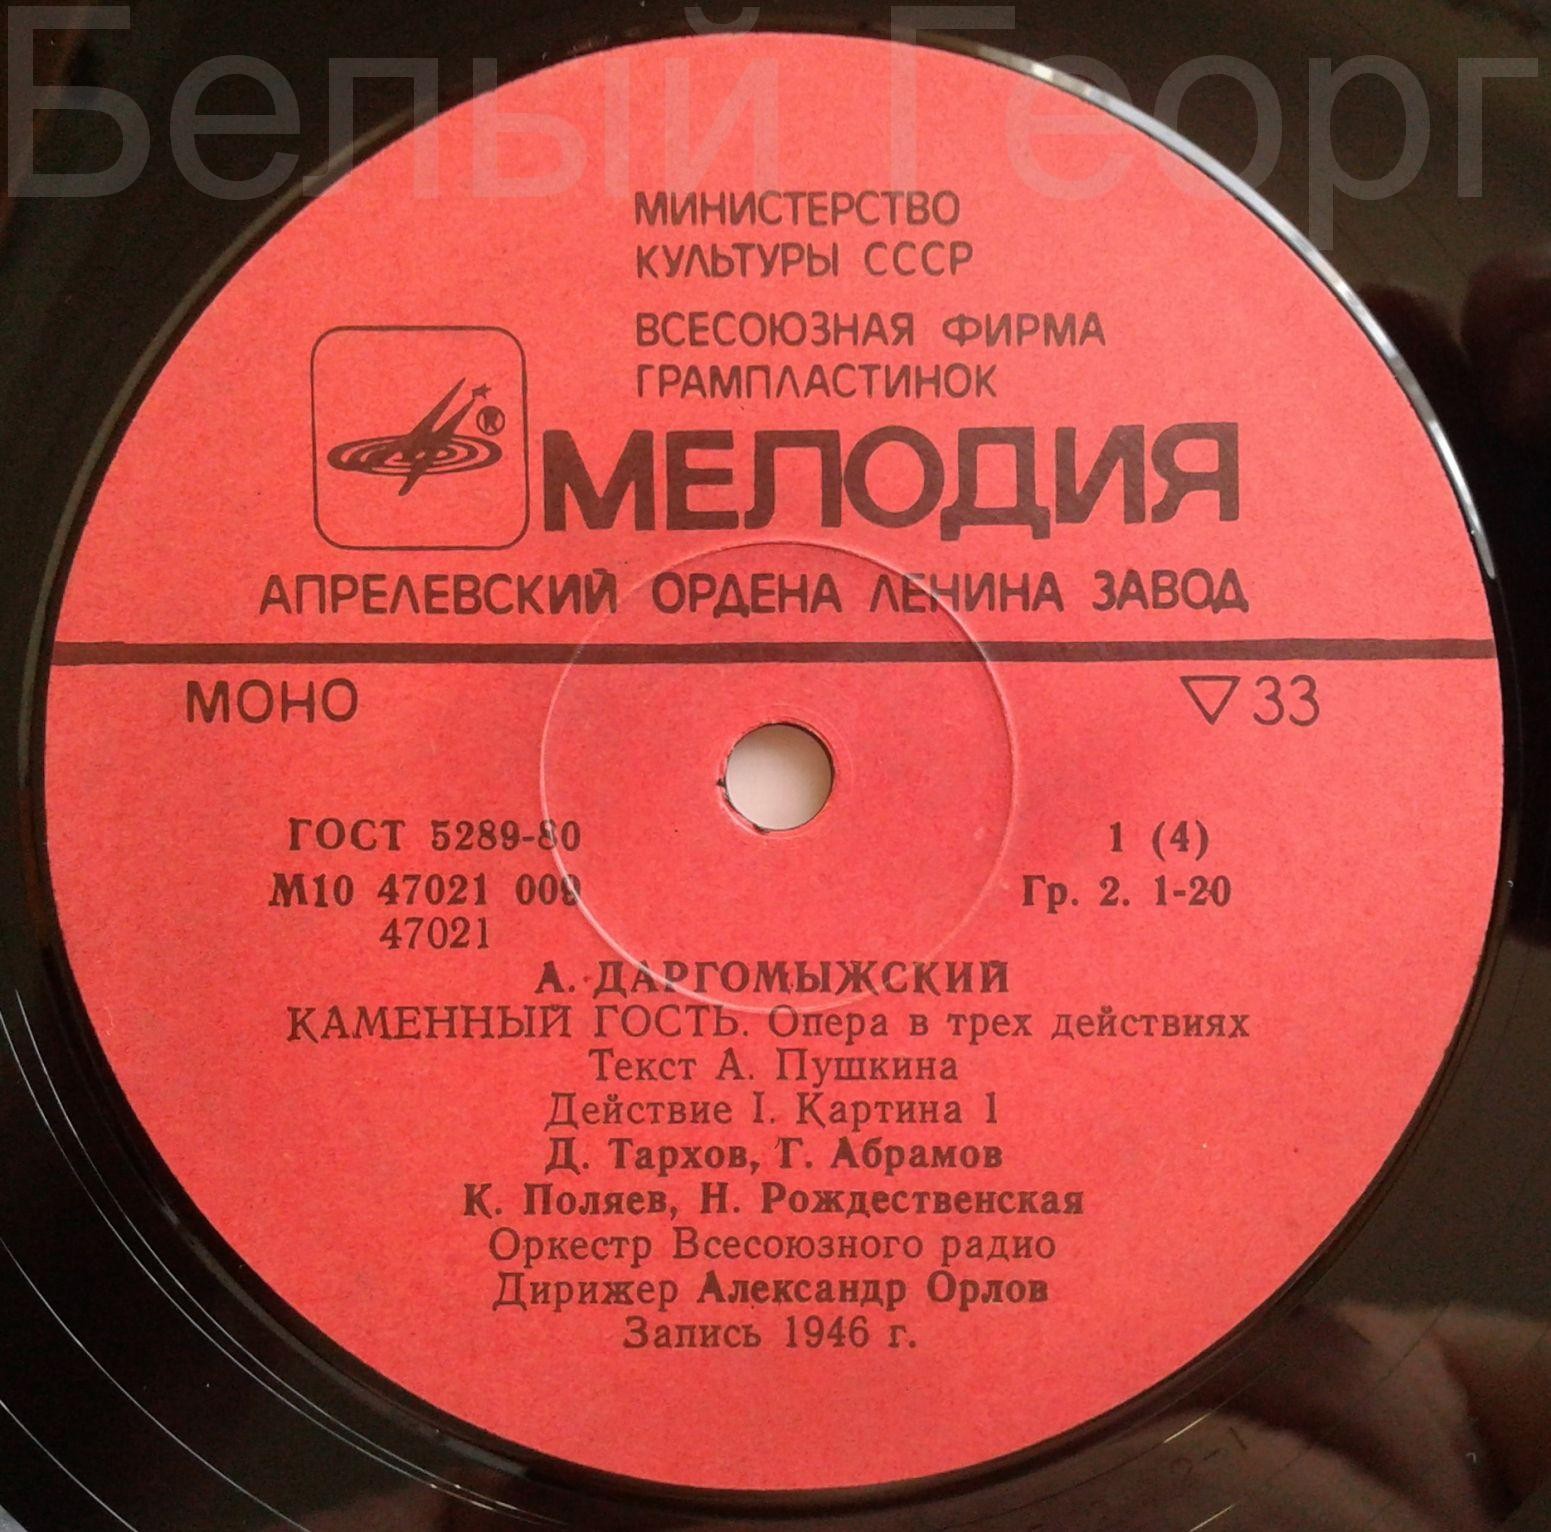 Белый Георг
МИНИСТЕРСТВО
КУЛЬТУРЫ СССР
ВСЕСОЮЗНАЯ ФИРМА
ГРАМПЛАСТИНОК
®
МЕЛОДИЯ
АПРЕЛЕВСКИЙ ОРДЕНА ЛЕНИНА ЗАВОД
МОНО ▽ 33
ГОСТ 5289-80 1 (4)
М10 47021 009 Гр. 2. 1-20
47021
А. ДАРГОМЫЖСКИЙ
КАМЕННЫЙ ГОСТЬ. Опера в трех действиях
Текст А. Пушкина
Действие I. Картина 1
Д. Тархов, Г. Абрамов
К. Поляев, Н. Рождественская
Оркестр Всесоюзного радио
Дирижер Александр Орлов
Запись 1946 г.